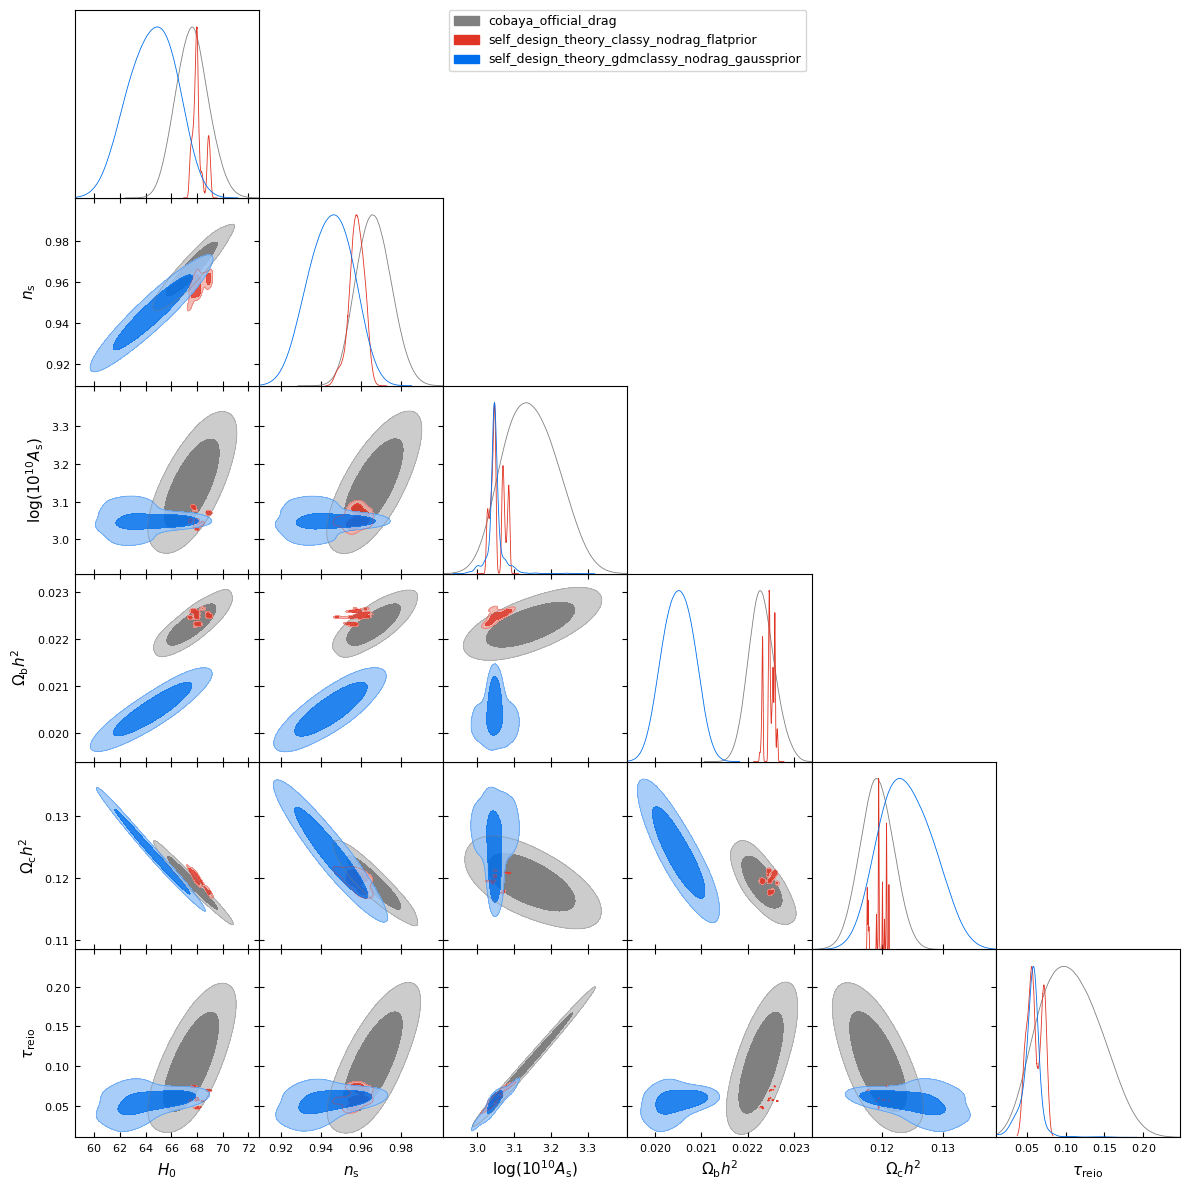 cobaya_official_drag
self_design_theory_classy_nodrag_flatprior
self_design_theory_gdmclassy_nodrag_gaussprior
0.98
0.96
0.94
0.92
n_s
3.3
3.2
3.1
3.0
log(10^10 A_s)
0.023
0.022
0.021
0.020
Ω_b h^2
0.13
0.12
0.11
Ω_c h^2
0.20
0.15
0.10
0.05
τ_reio
60 62 64 66 68 70 72
0.92 0.94 0.96 0.98
3.0 3.1 3.2 3.3
0.020 0.021 0.022 0.023
0.12 0.13
0.05 0.10 0.15 0.20
H_0 n_s log(10^10 A_s) Ω_b h^2 Ω_c h^2 τ_reio